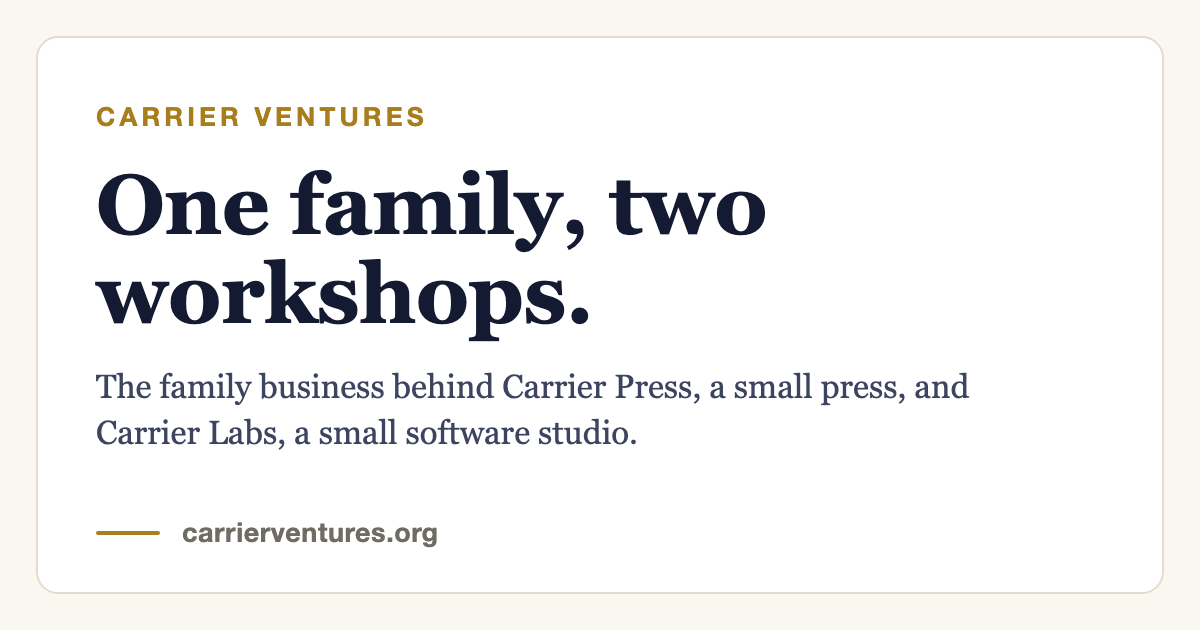 CARRIER VENTURES
One family, two
workshops.
The family business behind Carrier Press, a small press, and
Carrier Labs, a small software studio.
carrierventures.org